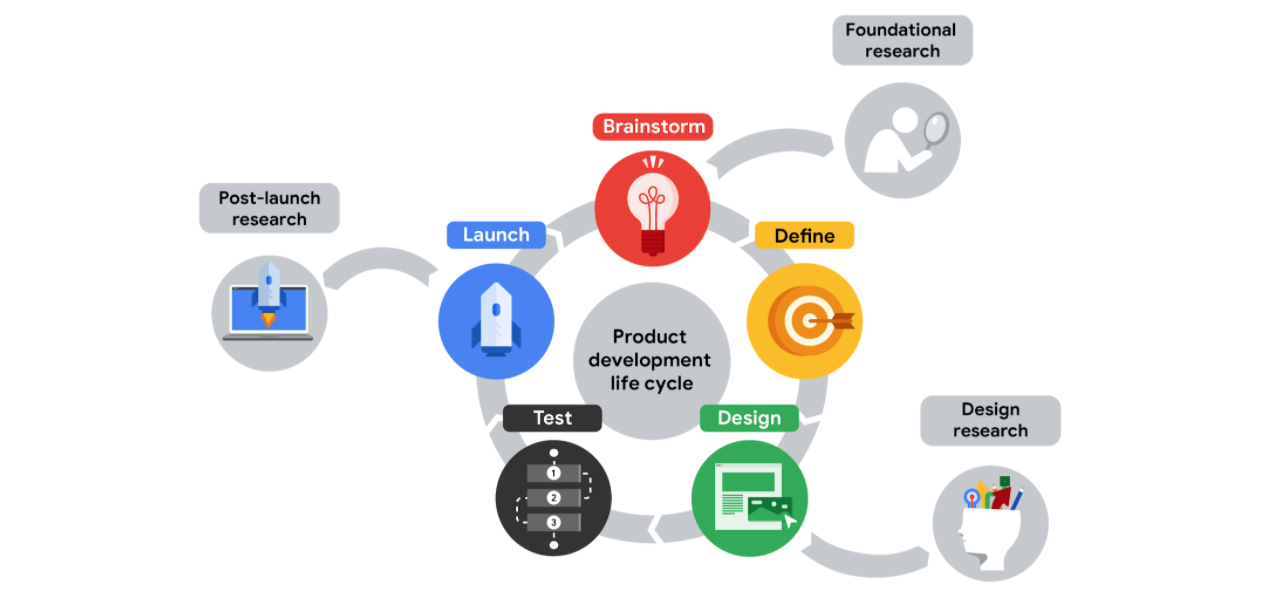 Foundational
research
Brainstorm
Post-launch
research
Launch
Define
Product
development
life cycle
Test
Design
Design
research
1
2
3